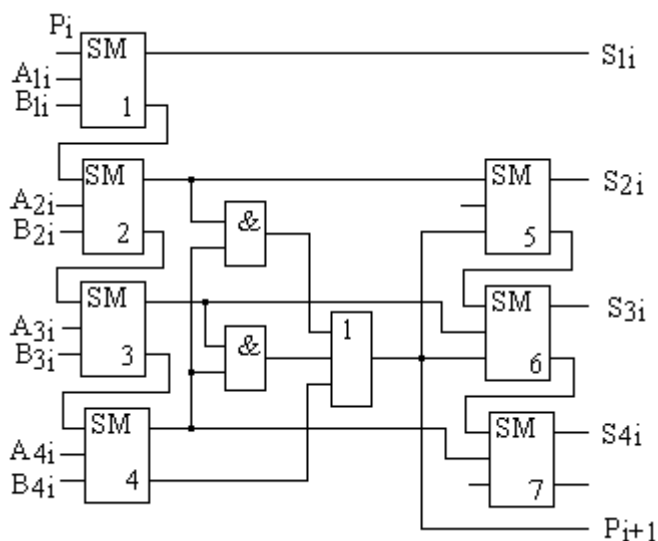 Pi
SM
S1i
A1i
B1i
1
SM
SM
S2i
A2i
&
B2i
2
5
SM
SM
S3i
A3i
1
B3i
3
&
6
SM
SM
S4i
A4i
B4i
4
7
Pi+1